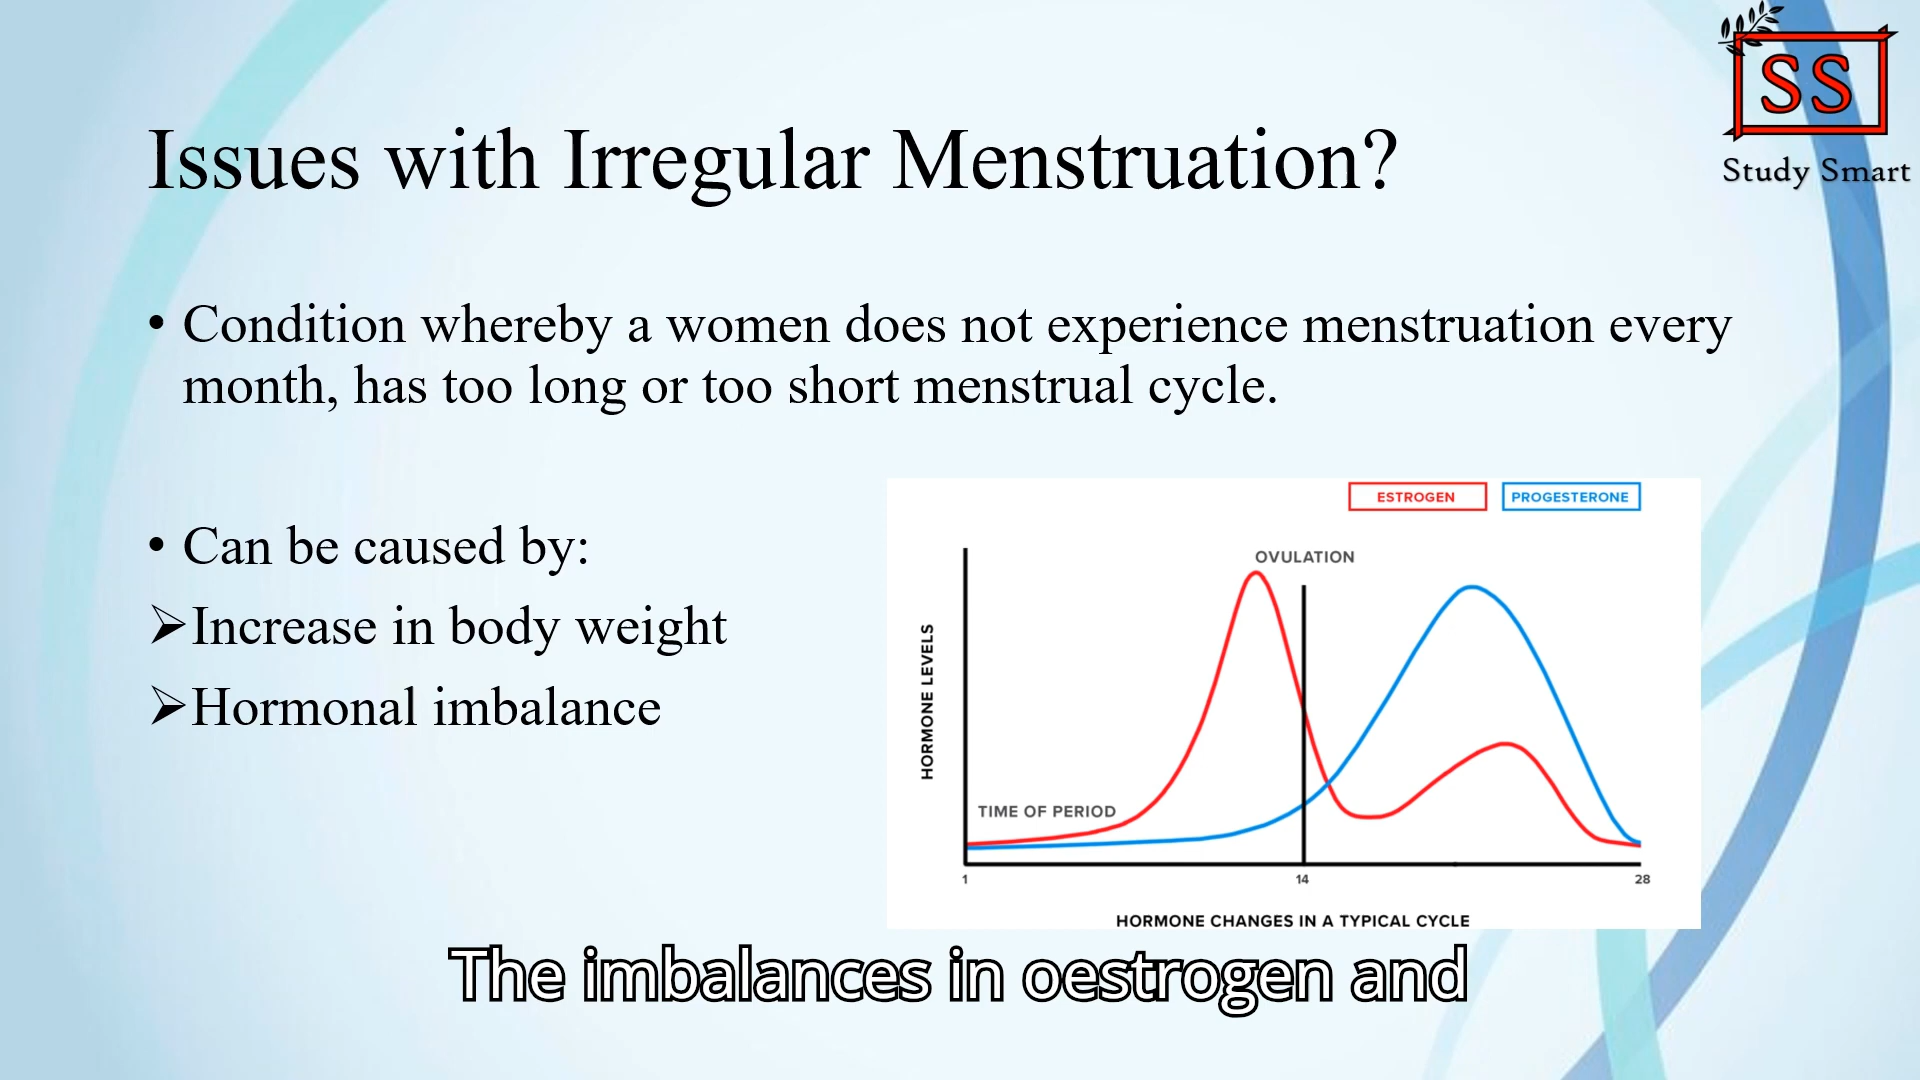 SS
Study Smart
Issues with Irregular Menstruation?
• Condition whereby a women does not experience menstruation every
month, has too long or too short menstrual cycle.
• Can be caused by:
➢Increase in body weight
➢Hormonal imbalance
ESTROGEN
PROGESTERONE
OVULATION
HORMONE LEVELS
TIME OF PERIOD
1
14
28
HORMONE CHANGES IN A TYPICAL CYCLE
The imbalances in oestrogen and